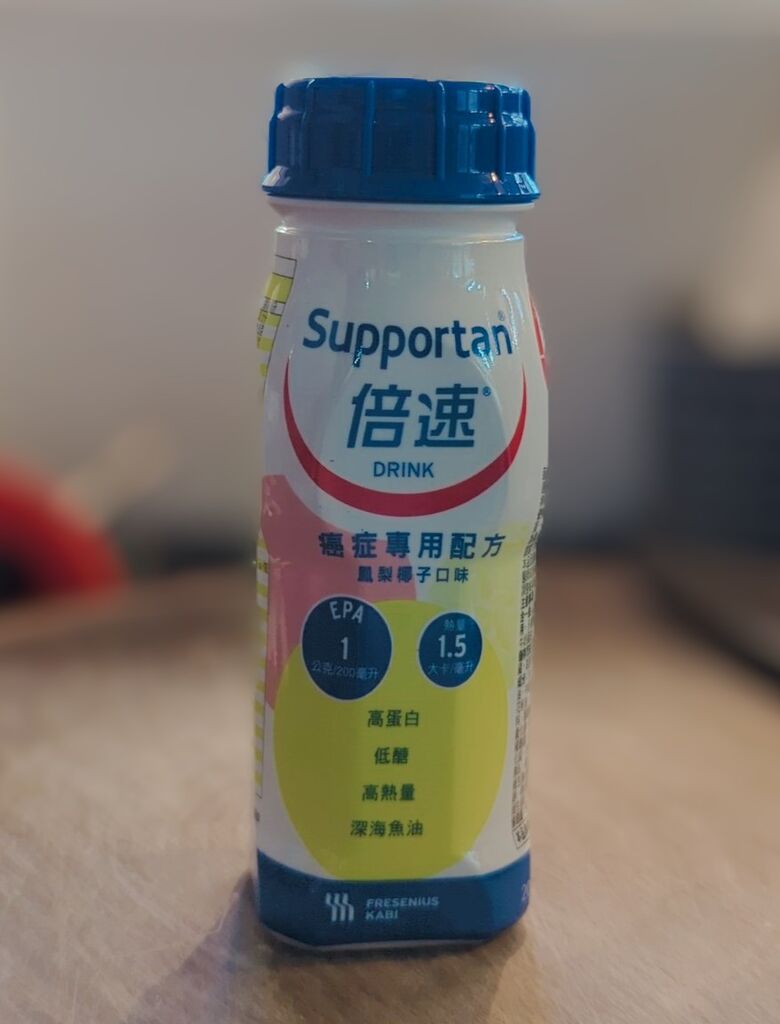 Supportan®
倍速®
DRINK
癌症專用配方
鳳梨椰子口味
EPA
1
公克/200毫升
熱量
1.5
大卡/毫升
高蛋白
低醣
高熱量
深海魚油
FRESENIUS
KABI